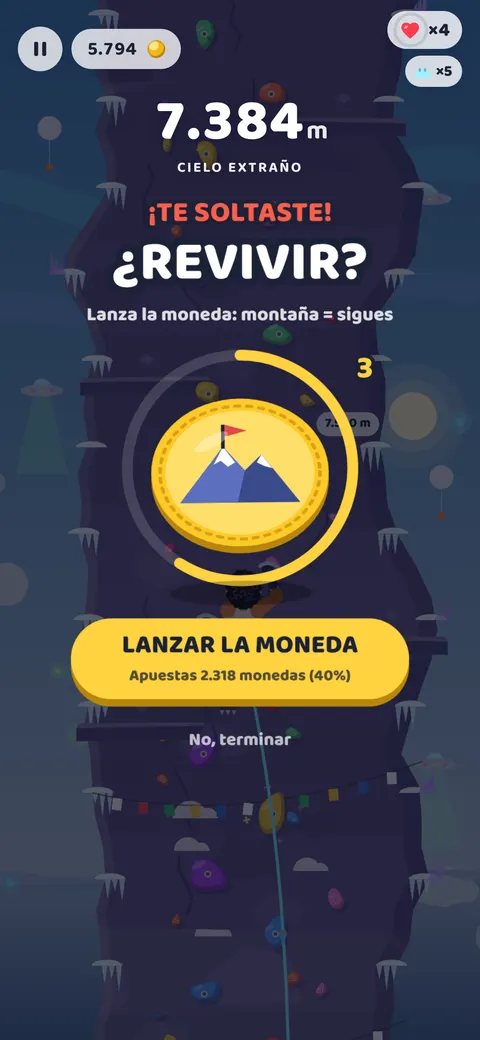 5.794
×4
×5
7.384m
CIELO EXTRAÑO
¡TE SOLTASTE!
¿REVIVIR?
Lanza la moneda: montaña = sigues
3
LANZAR LA MONEDA
Apuestas 2.318 monedas (40%)
No, terminar